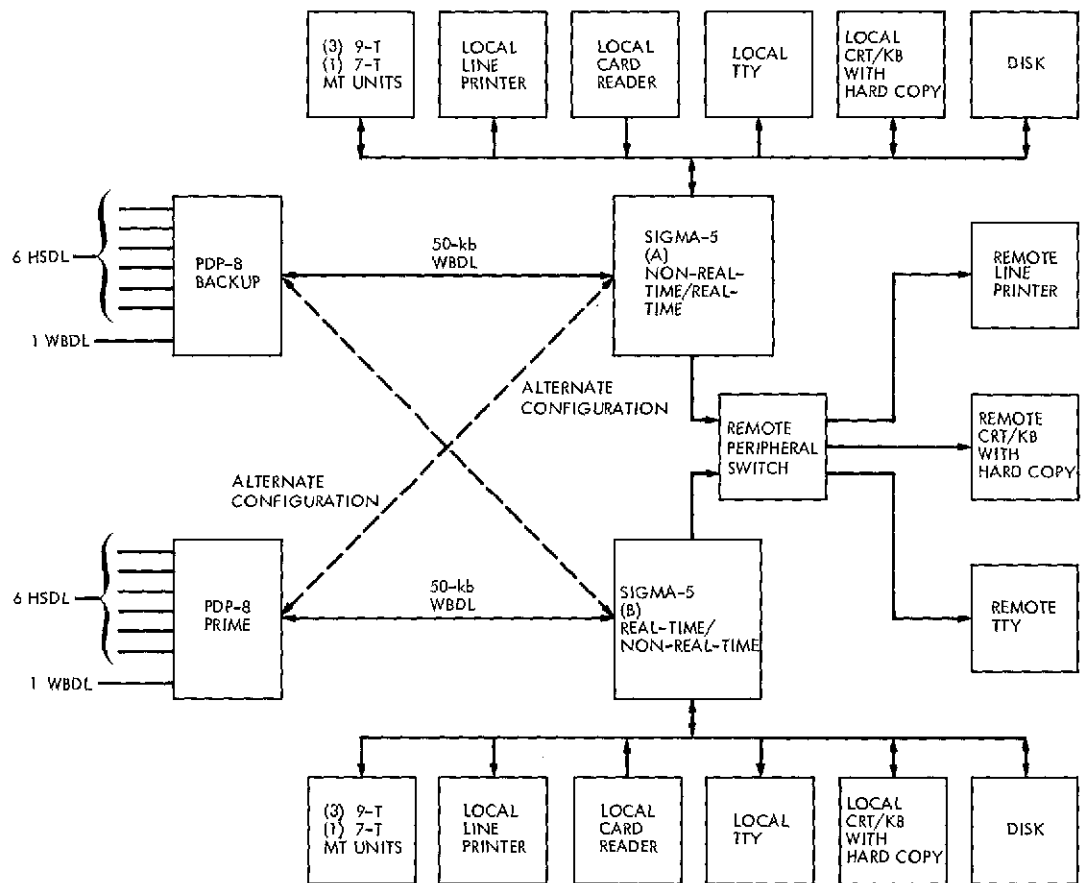 (3) 9-T
(1) 7-T
MT UNITS
LOCAL
LINE
PRINTER
LOCAL
CARD
READER
LOCAL
TTY
LOCAL
CRT/KB
WITH
HARD COPY
DISK
6 HSDL
1 WBDL
PDP-8
BACKUP
50-kb
WBDL
SIGMA-5
(A)
NON-REAL-
TIME/REAL-
TIME
REMOTE
LINE
PRINTER
ALTERNATE
CONFIGURATION
REMOTE
PERIPHERAL
SWITCH
REMOTE
CRT/KB
WITH
HARD COPY
ALTERNATE
CONFIGURATION
6 HSDL
1 WBDL
PDP-8
PRIME
50-kb
WBDL
SIGMA-5
(B)
REAL-TIME/
NON-REAL-TIME
REMOTE
TTY
(3) 9-T
(1) 7-T
MT UNITS
LOCAL
LINE
PRINTER
LOCAL
CARD
READER
LOCAL
TTY
LOCAL
CRT/KB
WITH
HARD COPY
DISK